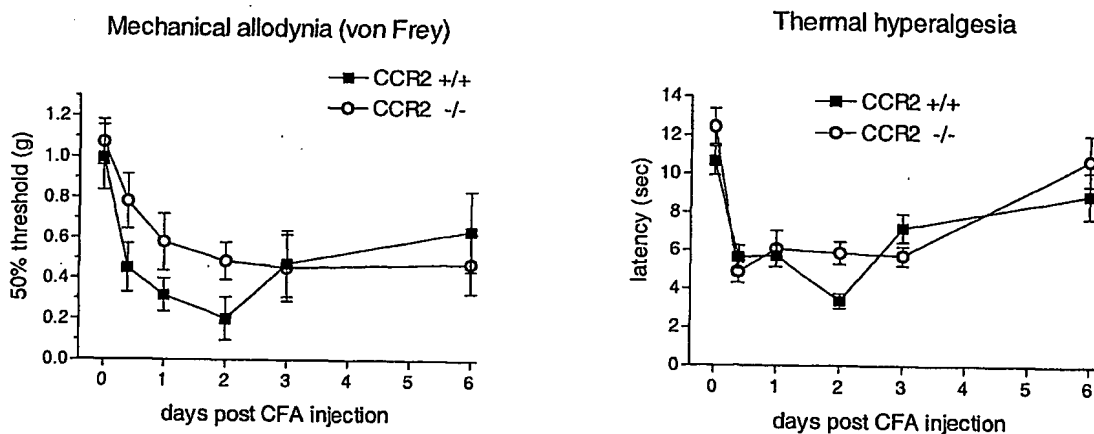 Mechanical allodynia (von Frey)
CCR2 +/+
CCR2 -/-
1.2
1.0
0.8
0.6
0.4
0.2
0.0
50% threshold (g)
0 1 2 3 4 5 6
days post CFA injection
Thermal hyperalgesia
CCR2 +/+
CCR2 -/-
14
12
10
8
6
4
2
0
latency (sec)
0 1 2 3 4 5 6
days post CFA injection